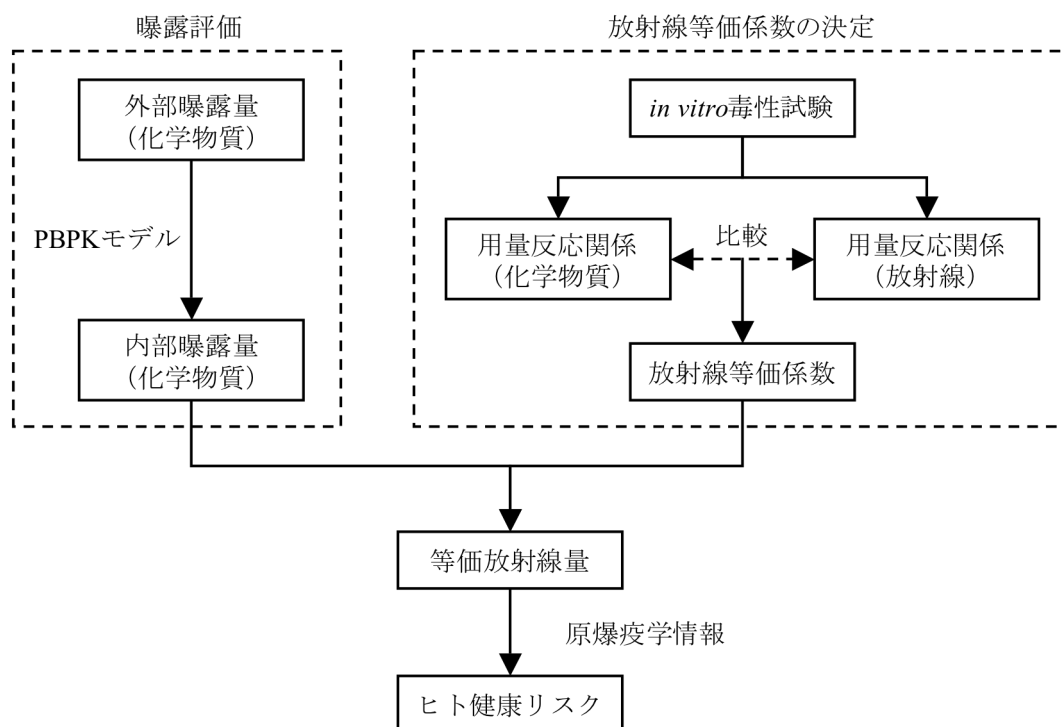 曝露評価
放射線等価係数の決定
外部曝露量
（化学物質）
PBPKモデル
内部曝露量
（化学物質）
in vitro毒性試験
用量反応関係
（化学物質）
比較
用量反応関係
（放射線）
放射線等価係数
等価放射線量
原爆疫学情報
ヒト健康リスク